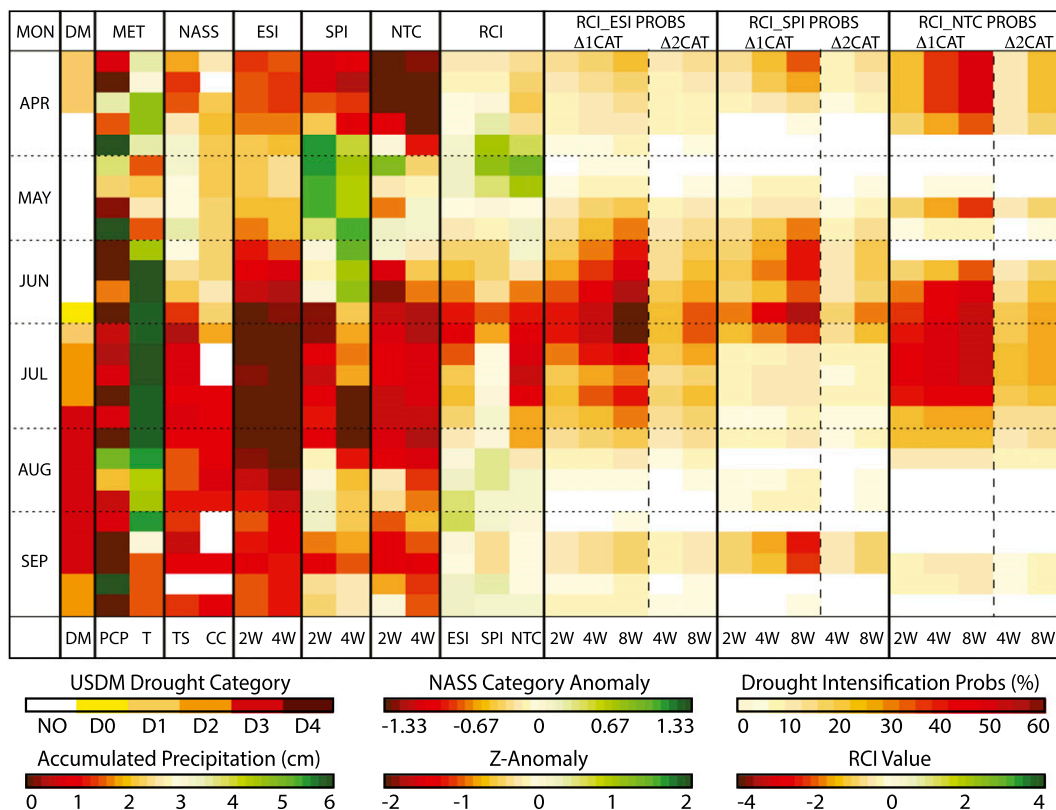 MON DM MET NASS ESI SPI NTC RCI RCI_ESI PROBS RCI_SPI PROBS RCI_NTC PROBS
Δ1CAT Δ2CAT Δ1CAT Δ2CAT Δ1CAT Δ2CAT
APR
MAY
JUN
JUL
AUG
SEP
DM PCP T TS CC 2W 4W 2W 4W 2W 4W ESI SPI NTC 2W 4W 8W 4W 8W 2W 4W 8W 4W 8W 2W 4W 8W 4W 8W
USDM Drought Category NASS Category Anomaly Drought Intensification Probs (%)
NO D0 D1 D2 D3 D4 -1.33 -0.67 0 0.67 1.33 0 10 20 30 40 50 60
Accumulated Precipitation (cm) Z-Anomaly RCI Value
0 1 2 3 4 5 6 -2 -1 0 1 2 -4 -2 0 2 4